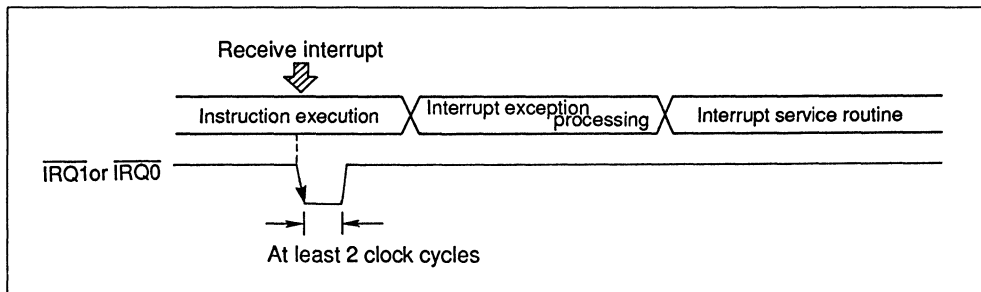 Receive interrupt
Instruction execution
Interrupt exception
processing
Interrupt service routine
IRQ1 or IRQ0
At least 2 clock cycles